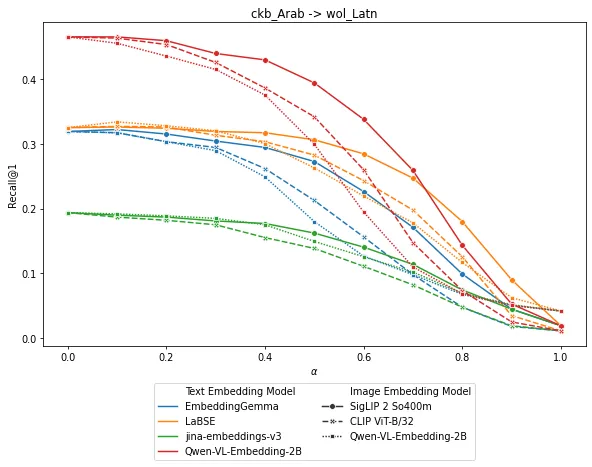 ckb_Arab -> wol_Latn
Recall@1
0.4
0.3
0.2
0.1
0.0
0.0 0.2 0.4 0.6 0.8 1.0
α
Text Embedding Model Image Embedding Model
EmbeddingGemma SigLIP 2 So400m
LaBSE CLIP ViT-B/32
jina-embeddings-v3 Qwen-VL-Embedding-2B
Qwen-VL-Embedding-2B